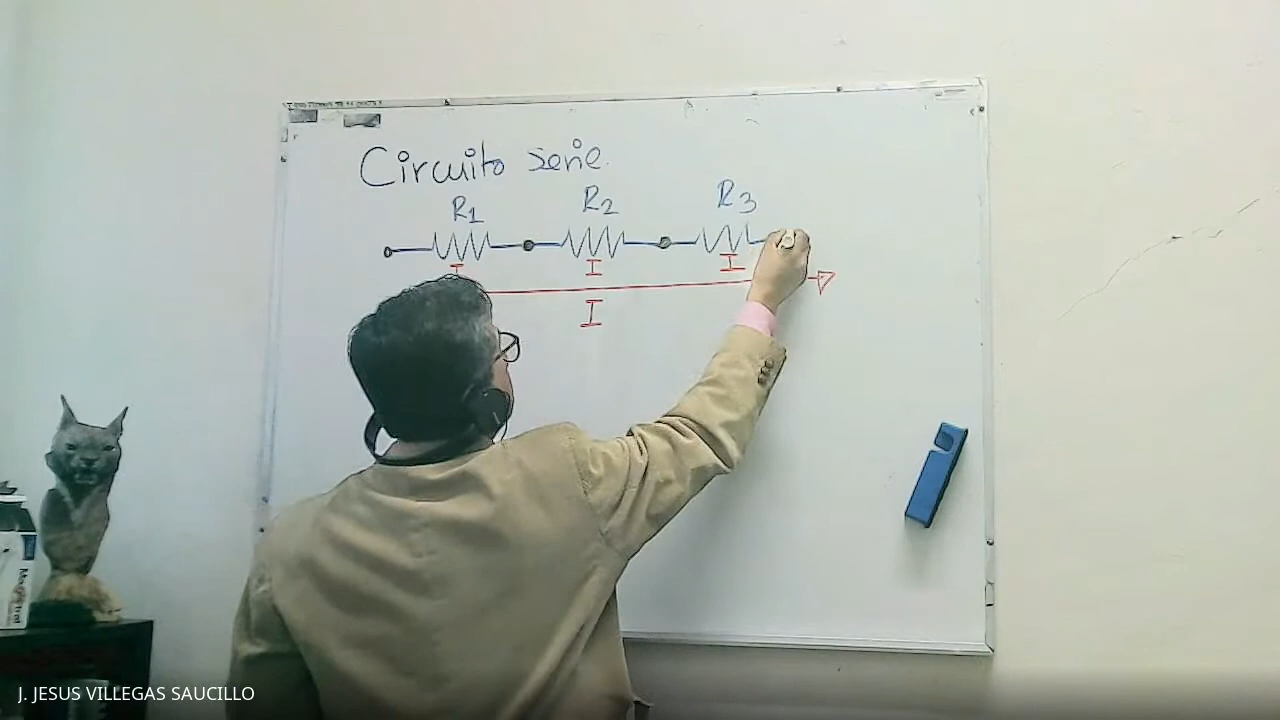 Circuito serie
R1 R2 R3
I I I
I
J. JESUS VILLEGAS SAUCILLO